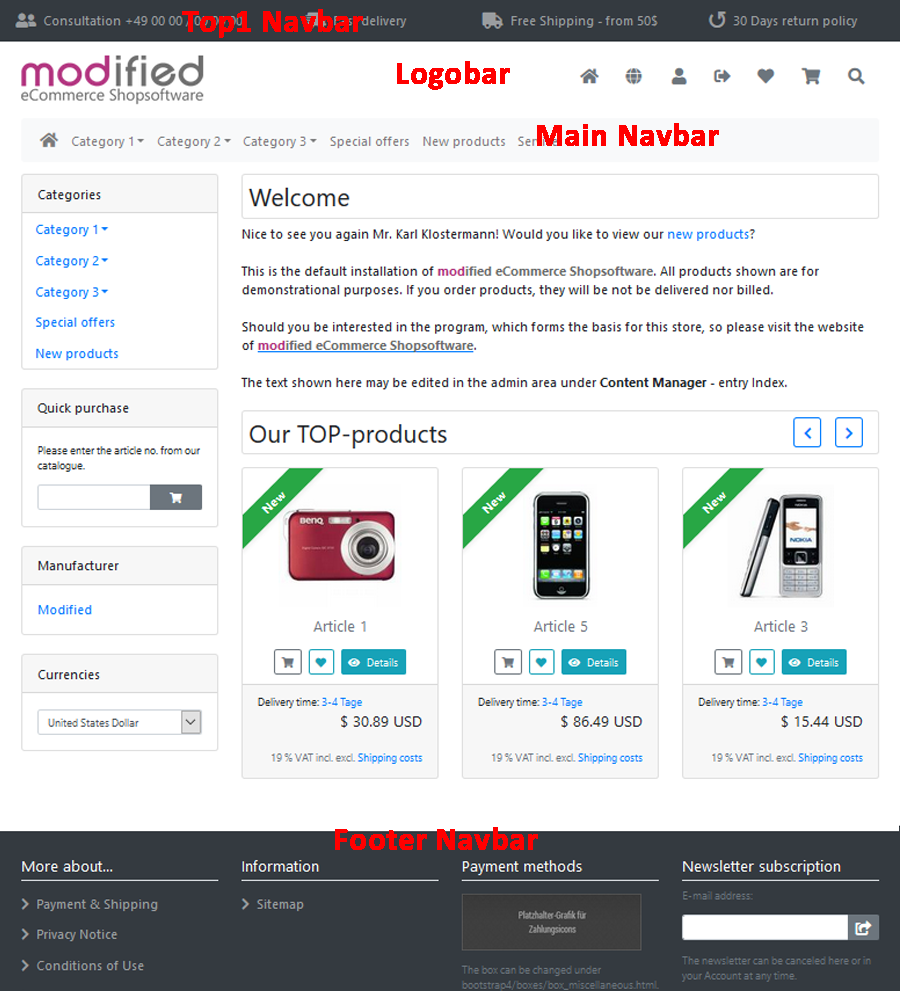 Consultation +49 00 00
Top1 Navbar
delivery
Free Shipping - from 50$
30 Days return policy
modified
eCommerce Shopsoftware
Logobar
Category 1
Category 2
Category 3
Special offers
New products
Main Navbar
Categories
Category 1
Category 2
Category 3
Special offers
New products
Quick purchase
Please enter the article no. from our
catalogue.
Manufacturer
Modified
Currencies
United States Dollar
Welcome
Nice to see you again Mr. Karl Klostermann! Would you like to view our new products?
This is the default installation of modified eCommerce Shopsoftware. All products shown are for
demonstrational purposes. If you order products, they will be not be delivered nor billed.
Should you be interested in the program, which forms the basis for this store, so please visit the website
of modified eCommerce Shopsoftware.
The text shown here may be edited in the admin area under Content Manager - entry Index.
Our TOP-products
New
BenQ
Article 1
Details
Delivery time: 3-4 Tage
$ 30.89 USD
19 % VAT incl. excl. Shipping costs
New
Article 5
Details
Delivery time: 3-4 Tage
$ 86.49 USD
19 % VAT incl. excl. Shipping costs
New
NOKIA
Article 3
Details
Delivery time: 3-4 Tage
$ 15.44 USD
19 % VAT incl. excl. Shipping costs
Footer Navbar
More about...
Payment & Shipping
Privacy Notice
Conditions of Use
Information
Sitemap
Payment methods
Platzhalter-Grafik für
Zahlungsicons
The box can be changed under
bootstrap4/boxes/box_miscellaneous.html.
Newsletter subscription
E-mail address:
The newsletter can be canceled here or in
your Account at any time.